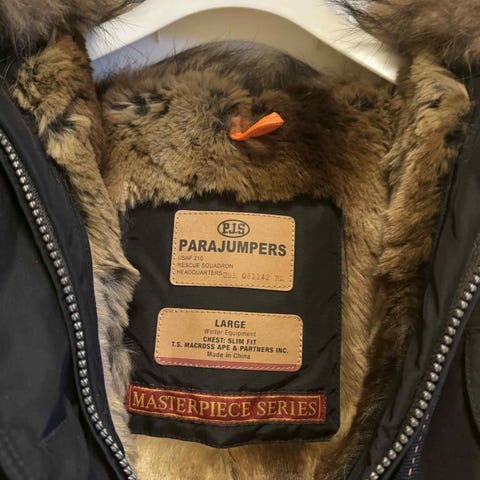 PJS
PARAJUMPERS
USAF 210
RESCUE SQUADRON
HEADQUARTERS
LARGE
Winter Equipment
CHEST: SLIM FIT
T.S. MACROSS APE & PARTNERS INC.
Made in China
MASTERPIECE SERIES